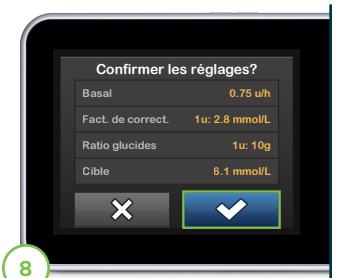 Confirmer les réglages?
Basal 0.75 u/h
Fact. de correct. 1u: 2.8 mmol/L
Ratio glucides 1u: 10g
Cible 6.1 mmol/L
8